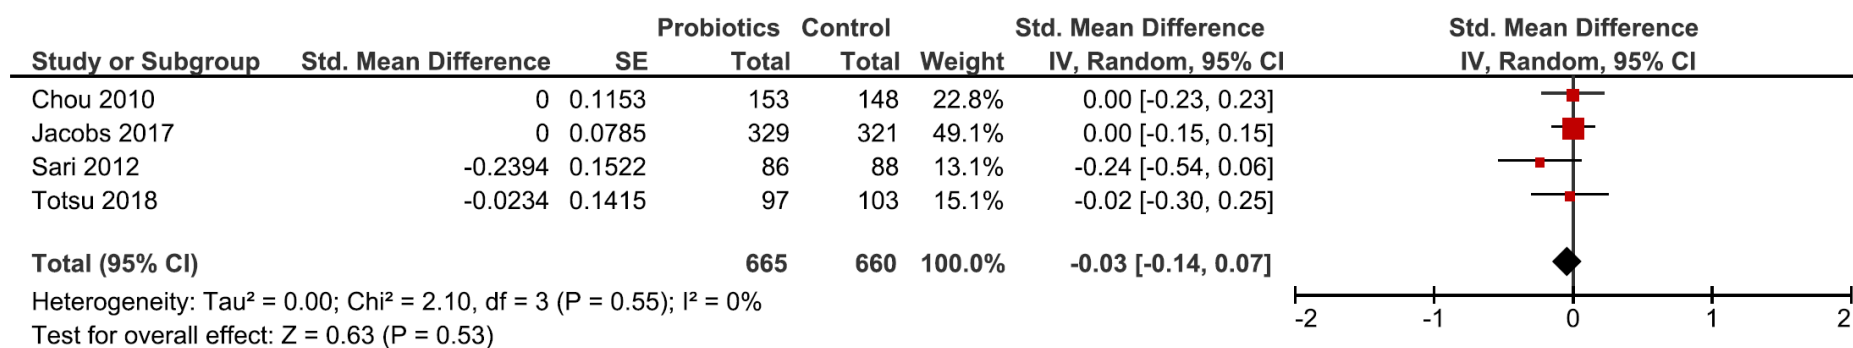 Probiotics Control Std. Mean Difference Std. Mean Difference
Study or Subgroup Std. Mean Difference SE Total Total Weight IV, Random, 95% CI IV, Random, 95% CI
Chou 2010 0 0.1153 153 148 22.8% 0.00 [-0.23, 0.23]
Jacobs 2017 0 0.0785 329 321 49.1% 0.00 [-0.15, 0.15]
Sari 2012 -0.2394 0.1522 86 88 13.1% -0.24 [-0.54, 0.06]
Totsu 2018 -0.0234 0.1415 97 103 15.1% -0.02 [-0.30, 0.25]
Total (95% CI) 665 660 100.0% -0.03 [-0.14, 0.07]
Heterogeneity: Tau² = 0.00; Chi² = 2.10, df = 3 (P = 0.55); I² = 0%
Test for overall effect: Z = 0.63 (P = 0.53)
-2 -1 0 1 2